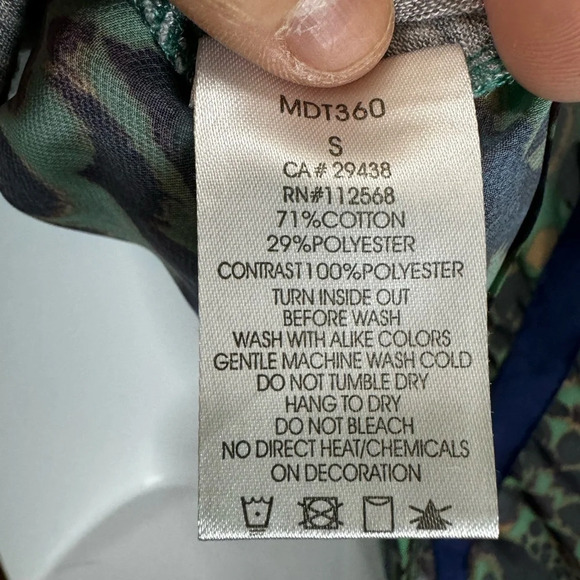 MDT360
S
CA# 29438
RN#112568
71%COTTON
29%POLYESTER
CONTRAST100%POLYESTER
TURN INSIDE OUT
BEFORE WASH
WASH WITH ALIKE COLORS
GENTLE MACHINE WASH COLD
DO NOT TUMBLE DRY
HANG TO DRY
DO NOT BLEACH
NO DIRECT HEAT/CHEMICALS
ON DECORATION